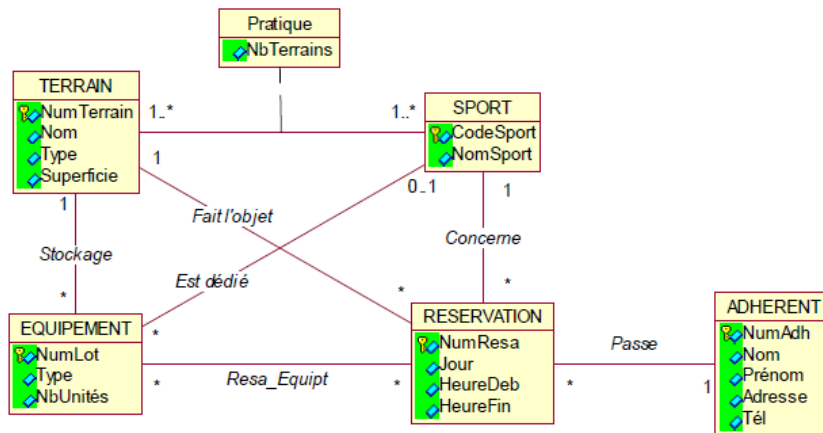 Pratique
NbTerrains
TERRAIN
NumTerrain
Nom
Type
Superficie
1..*
1..*
SPORT
CodeSport
NomSport
1
0..1
1
1
Fait l'objet
Stockage
Concerne
Est dédié
*
*
*
EQUIPEMENT
NumLot
Type
NbUnités
*
*
Resa_Equipt
*
RESERVATION
NumResa
Jour
HeureDeb
HeureFin
Passe
*
1
ADHERENT
NumAdh
Nom
Prénom
Adresse
Tél